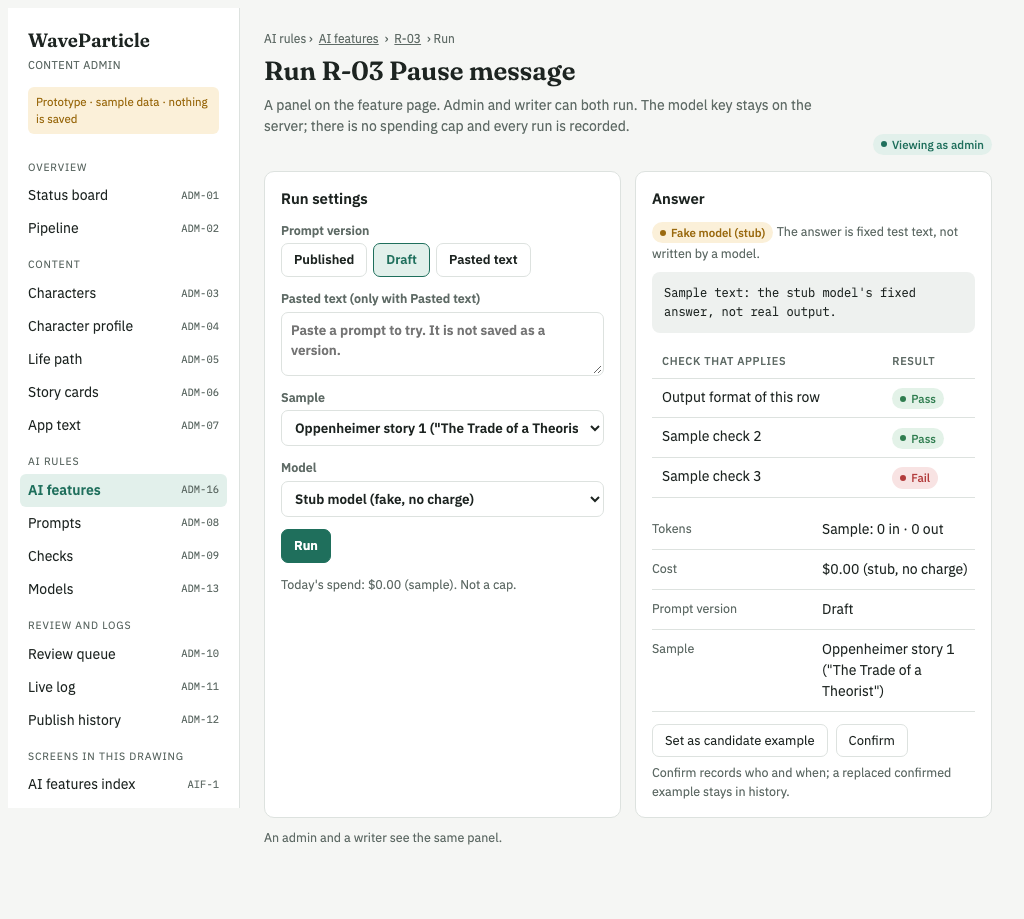 WaveParticle
CONTENT ADMIN
Prototype · sample data · nothing
is saved
OVERVIEW
Status board ADM-01
Pipeline ADM-02
CONTENT
Characters ADM-03
Character profile ADM-04
Life path ADM-05
Story cards ADM-06
App text ADM-07
AI RULES
AI features ADM-16
Prompts ADM-08
Checks ADM-09
Models ADM-13
REVIEW AND LOGS
Review queue ADM-10
Live log ADM-11
Publish history ADM-12
SCREENS IN THIS DRAWING
AI features index AIF-1
AI rules › AI features › R-03 › Run
Run R-03 Pause message
A panel on the feature page. Admin and writer can both run. The model key stays on the
server; there is no spending cap and every run is recorded.
Viewing as admin
Run settings
Prompt version
Published Draft Pasted text
Pasted text (only with Pasted text)
Paste a prompt to try. It is not saved as a
version.
Sample
Oppenheimer story 1 ("The Trade of a Theoris
Model
Stub model (fake, no charge)
Run
Today's spend: $0.00 (sample). Not a cap.
Answer
Fake model (stub) The answer is fixed test text, not
written by a model.
Sample text: the stub model's fixed
answer, not real output.
CHECK THAT APPLIES RESULT
Output format of this row Pass
Sample check 2 Pass
Sample check 3 Fail
Tokens Sample: 0 in · 0 out
Cost $0.00 (stub, no charge)
Prompt version Draft
Sample Oppenheimer story 1
("The Trade of a
Theorist")
Set as candidate example Confirm
Confirm records who and when; a replaced confirmed
example stays in history.
An admin and a writer see the same panel.